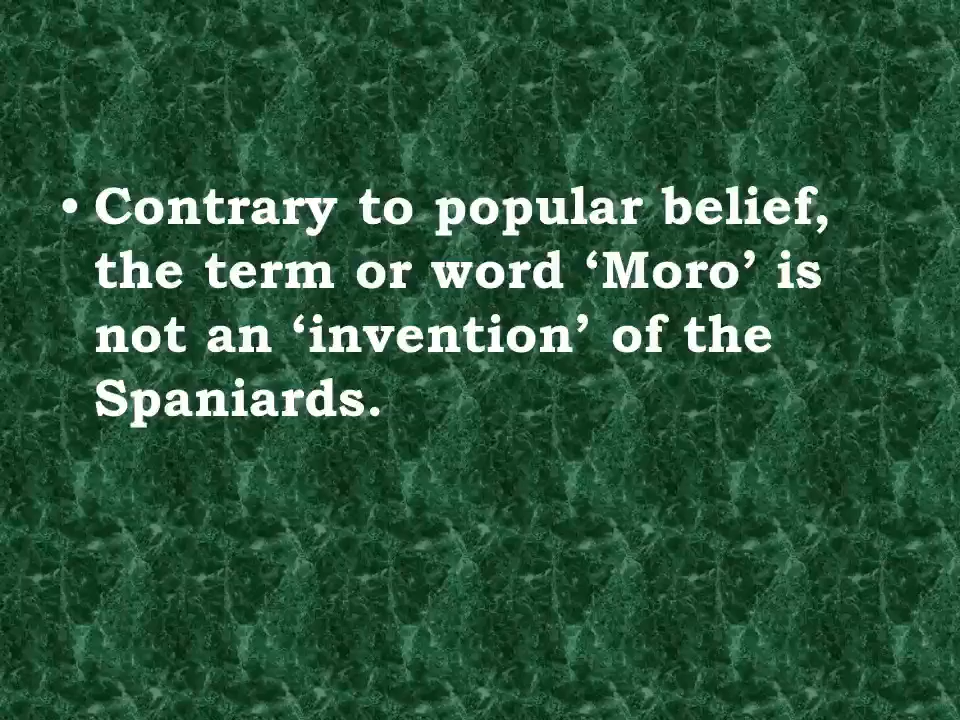 • Contrary to popular belief,
the term or word ‘Moro’ is
not an ‘invention’ of the
Spaniards.